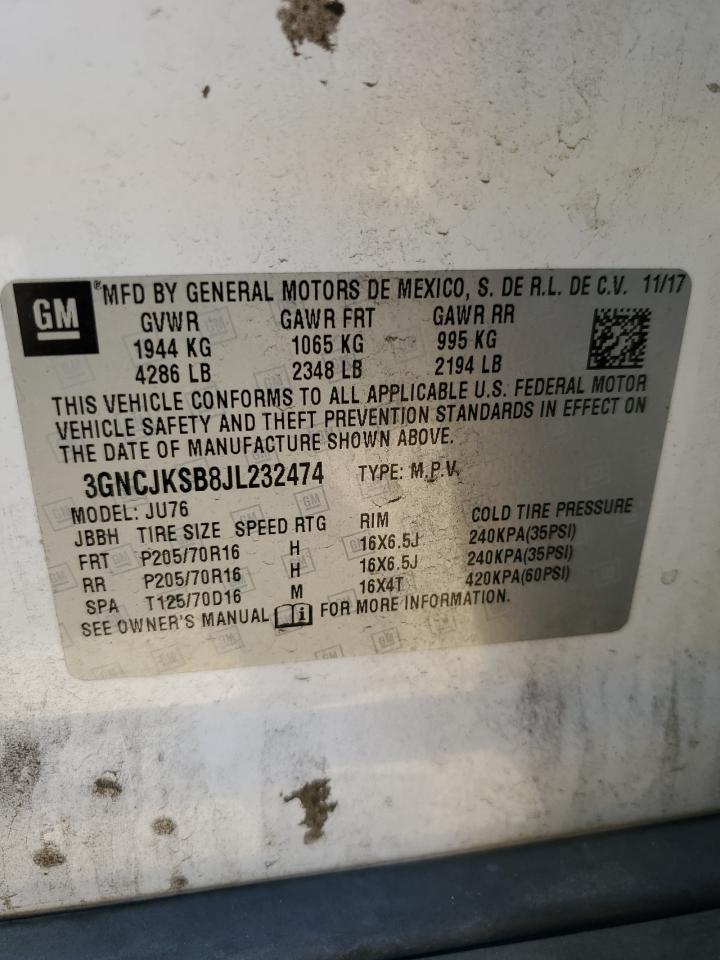 GM ®MFD BY GENERAL MOTORS DE MEXICO, S. DE R.L. DE C.V. 11/17
GVWR GAWR FRT GAWR RR
1944 KG 1065 KG 995 KG
4286 LB 2348 LB 2194 LB
THIS VEHICLE CONFORMS TO ALL APPLICABLE U.S. FEDERAL MOTOR
VEHICLE SAFETY AND THEFT PREVENTION STANDARDS IN EFFECT ON
THE DATE OF MANUFACTURE SHOWN ABOVE.
3GNCJKSB8JL232474 TYPE: M.P.V.
MODEL: JU76
JBBH TIRE SIZE SPEED RTG RIM COLD TIRE PRESSURE
FRT P205/70R16 H 16X6.5J 240KPA(35PSI)
RR P205/70R16 H 16X6.5J 240KPA(35PSI)
SPA T125/70D16 M 16X4T 420KPA(60PSI)
SEE OWNER'S MANUAL FOR MORE INFORMATION.